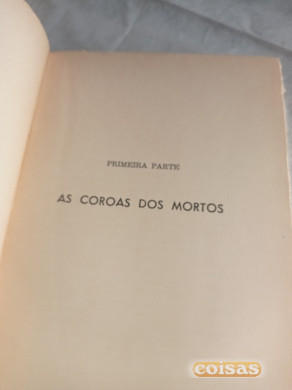 PRIMEIRA PARTE
AS COROAS DOS MORTOS
coisas